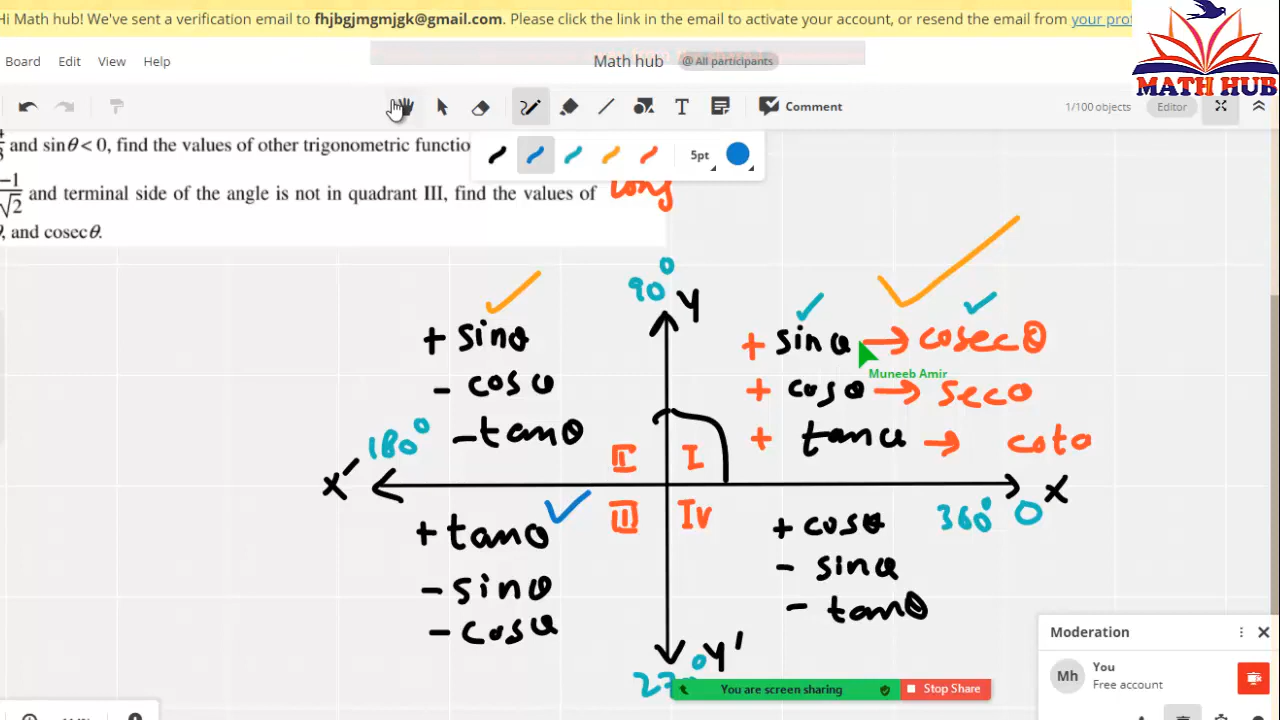 Hi Math hub! We've sent a verification email to fhjbgjmgmjgk@gmail.com. Please click the link in the email to activate your account, or resend the email from your prof
MATH HUB
Board Edit View Help
Math hub @ All participants
Comment
1/100 objects Editor
5pt
and sinθ < 0, find the values of other trigonometric functio
-1/√2 and terminal side of the angle is not in quadrant III, find the values of
, and cosecθ.
long
90° Y
+ sinθ
- cosθ
- tanθ
+ sinθ → cosecθ
Muneeb Amir
+ cosθ → secθ
+ tanθ → cotθ
180°
II I
X' X
III IV
360° 0°
+ tanθ
- sinθ
- cosθ
+ cosθ
- sinθ
- tanθ
Y'
You are screen sharing Stop Share
Moderation
Mh You
Free account